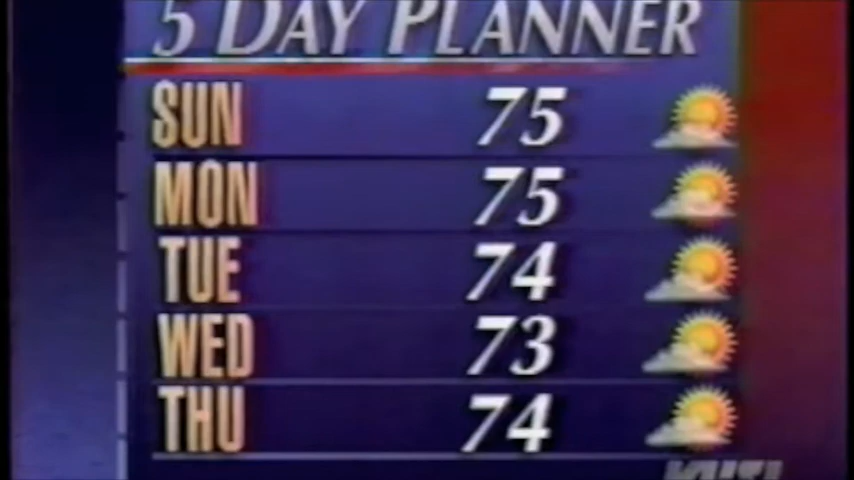 5 DAY PLANNER
SUN 75
MON 75
TUE 74
WED 73
THU 74